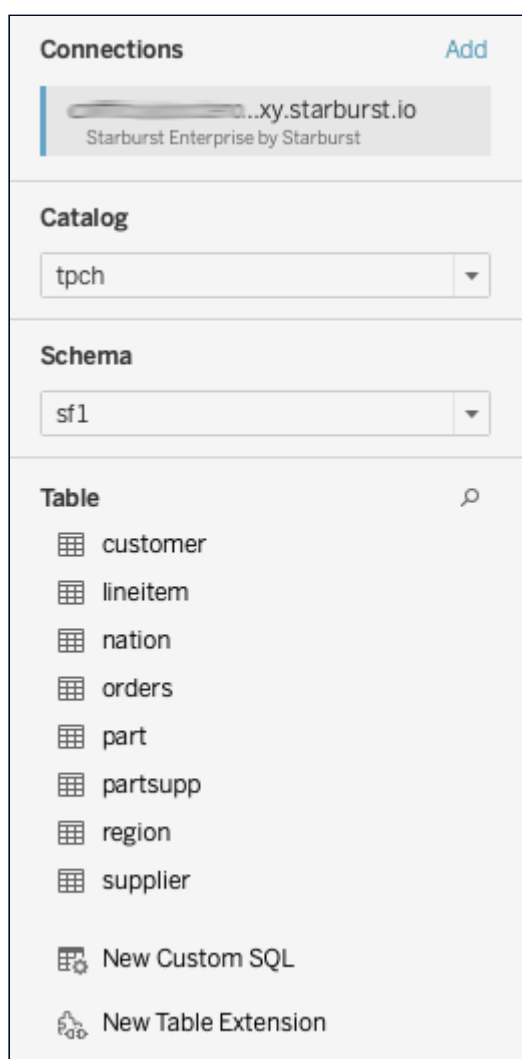 Connections Add
..xy.starburst.io
Starburst Enterprise by Starburst
Catalog
tpch
Schema
sf1
Table
customer
lineitem
nation
orders
part
partsupp
region
supplier
New Custom SQL
New Table Extension